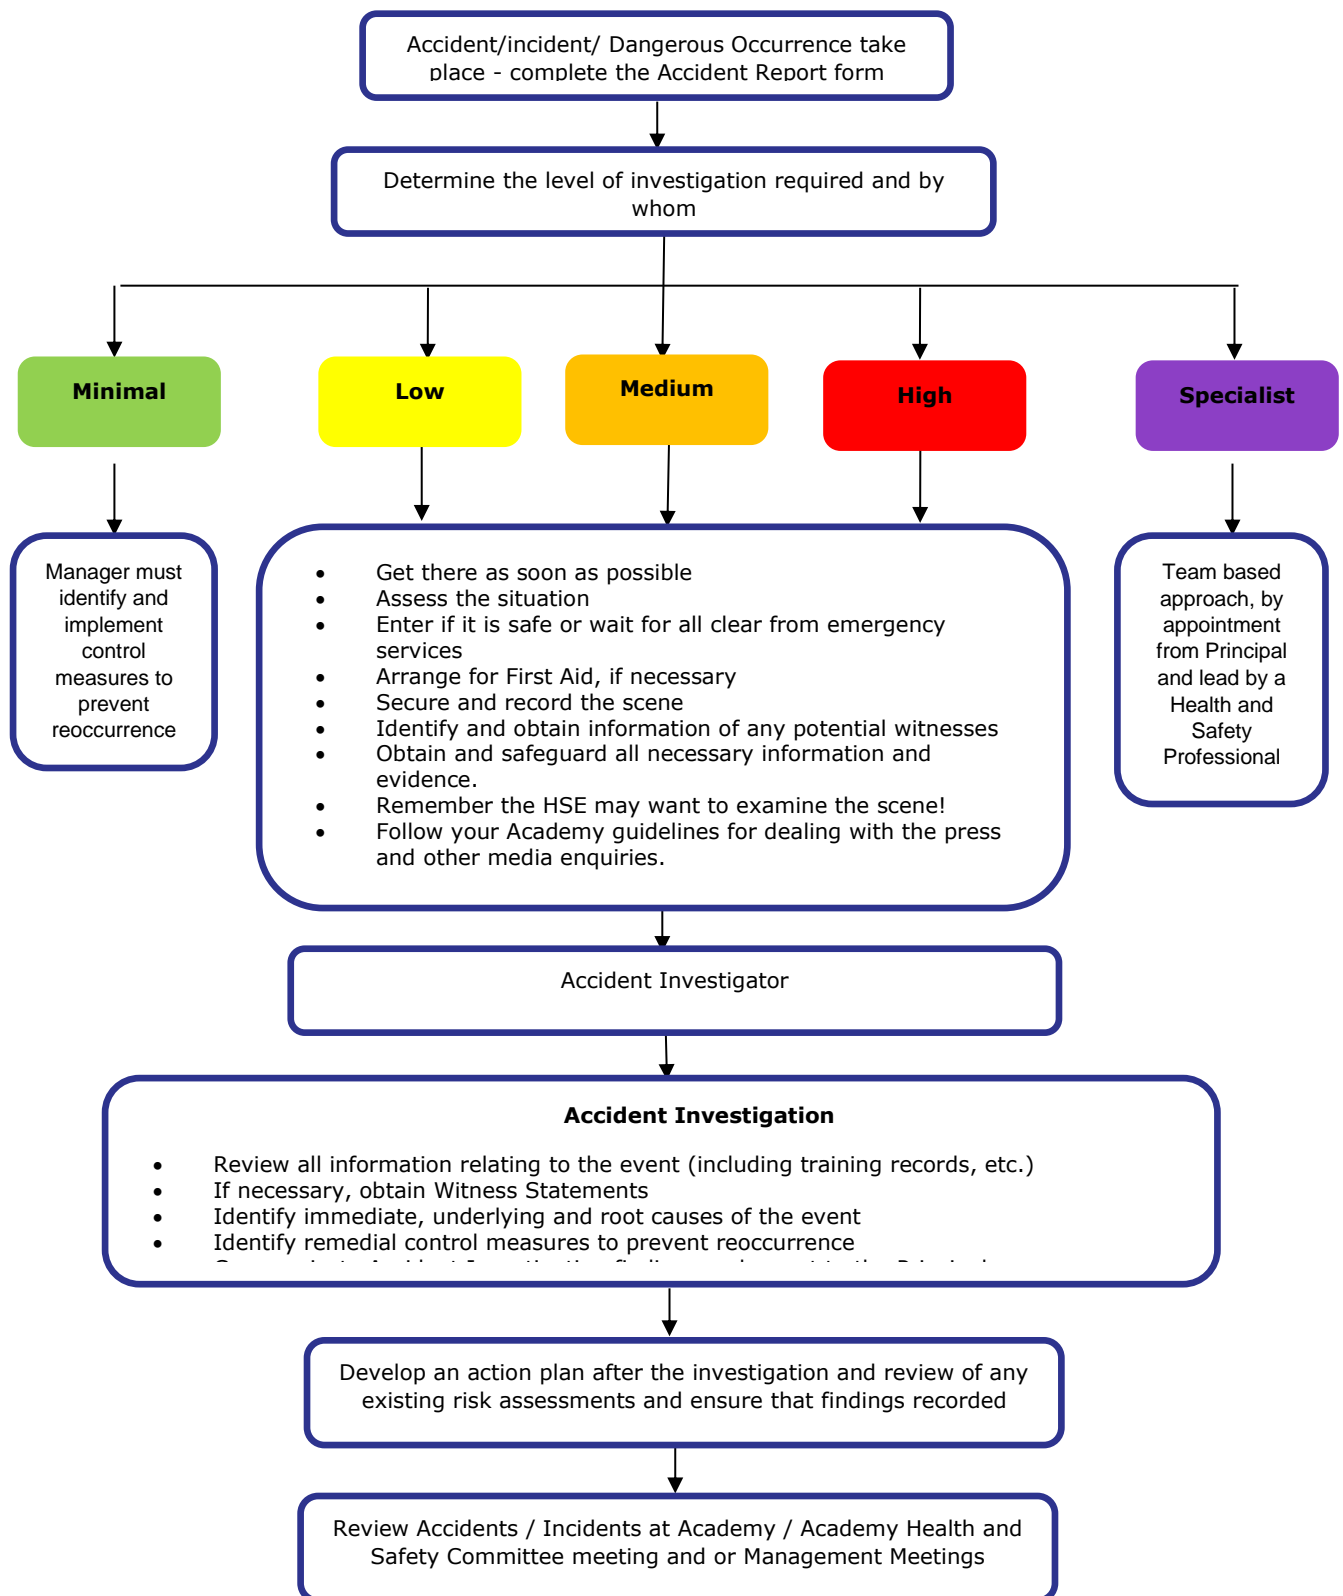 Accident/incident/ Dangerous Occurrence take
place - complete the Accident Report form
Determine the level of investigation required and by
whom
Minimal
Low
Medium
High
Specialist
Manager must
identify and
implement
control
measures to
prevent
reoccurrence
• Get there as soon as possible
• Assess the situation
• Enter if it is safe or wait for all clear from emergency
services
• Arrange for First Aid, if necessary
• Secure and record the scene
• Identify and obtain information of any potential witnesses
• Obtain and safeguard all necessary information and
evidence.
• Remember the HSE may want to examine the scene!
• Follow your Academy guidelines for dealing with the press
and other media enquiries.
Team based
approach, by
appointment
from Principal
and lead by a
Health and
Safety
Professional
Accident Investigator
Accident Investigation
• Review all information relating to the event (including training records, etc.)
• If necessary, obtain Witness Statements
• Identify immediate, underlying and root causes of the event
• Identify remedial control measures to prevent reoccurrence
Accident Investigation
Develop an action plan after the investigation and review of any
existing risk assessments and ensure that findings recorded
Review Accidents / Incidents at Academy / Academy Health and
Safety Committee meeting and or Management Meetings